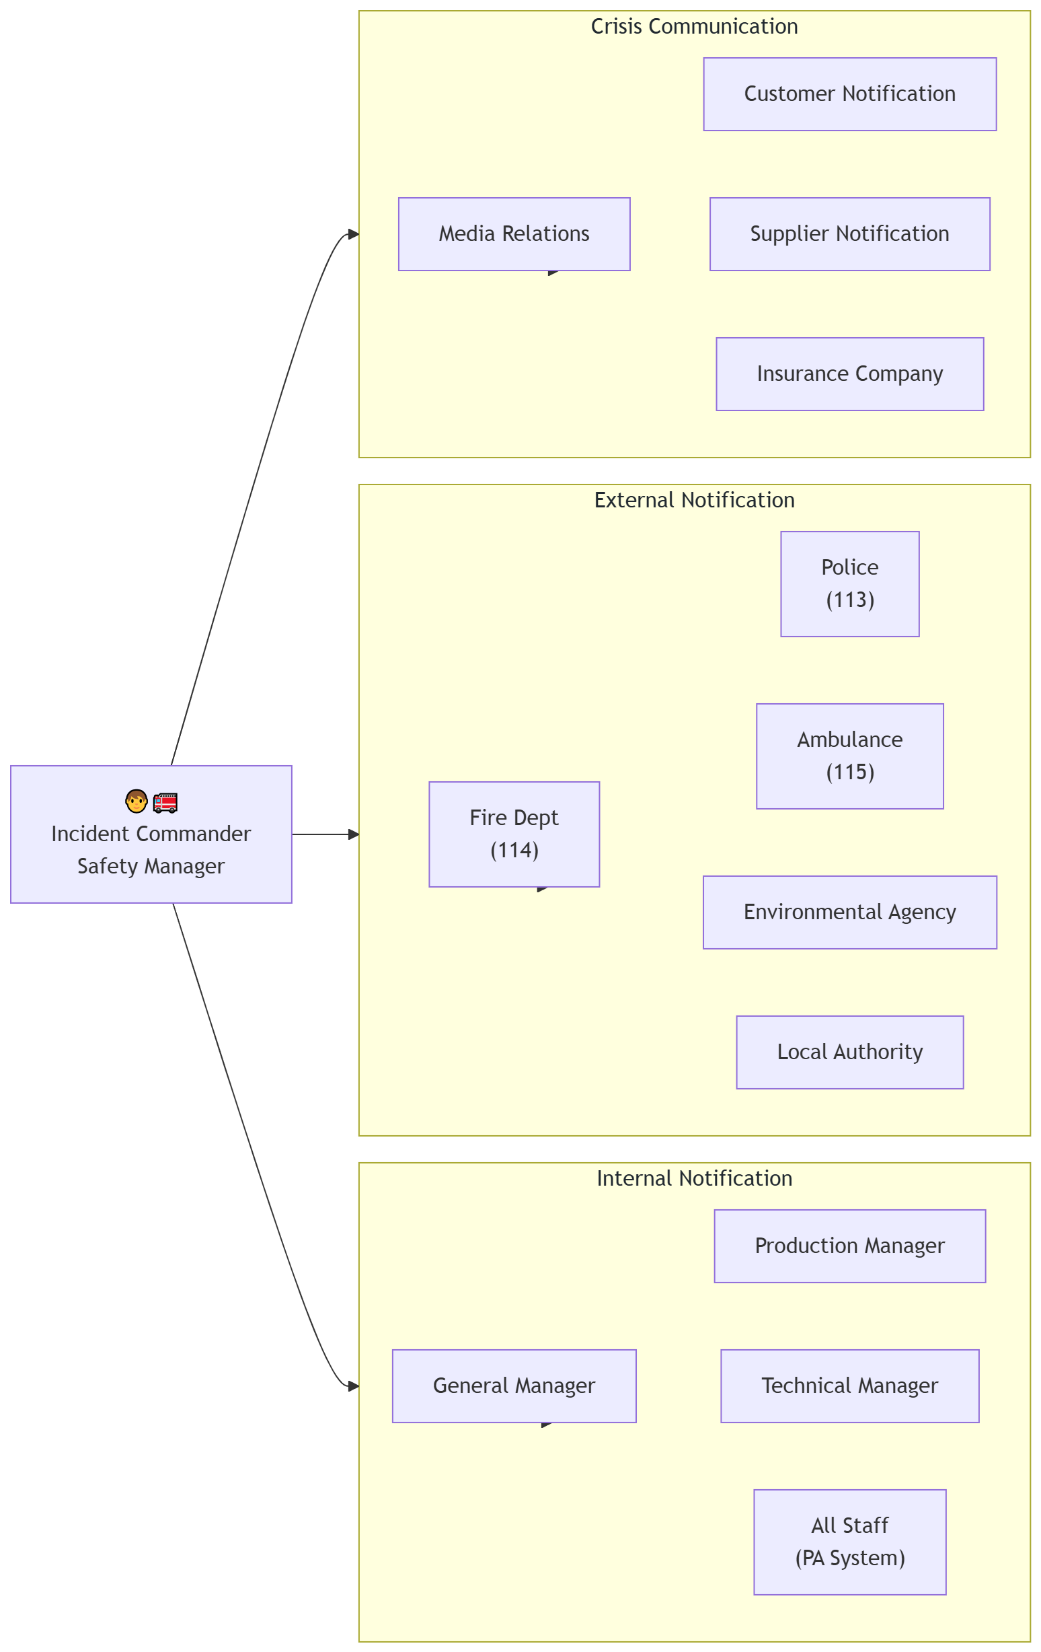 Crisis Communication
Customer Notification
Media Relations
Supplier Notification
Insurance Company
External Notification
Police
(113)
Ambulance
(115)
Fire Dept
(114)
Environmental Agency
Local Authority
Incident Commander
Safety Manager
Internal Notification
Production Manager
General Manager
Technical Manager
All Staff
(PA System)